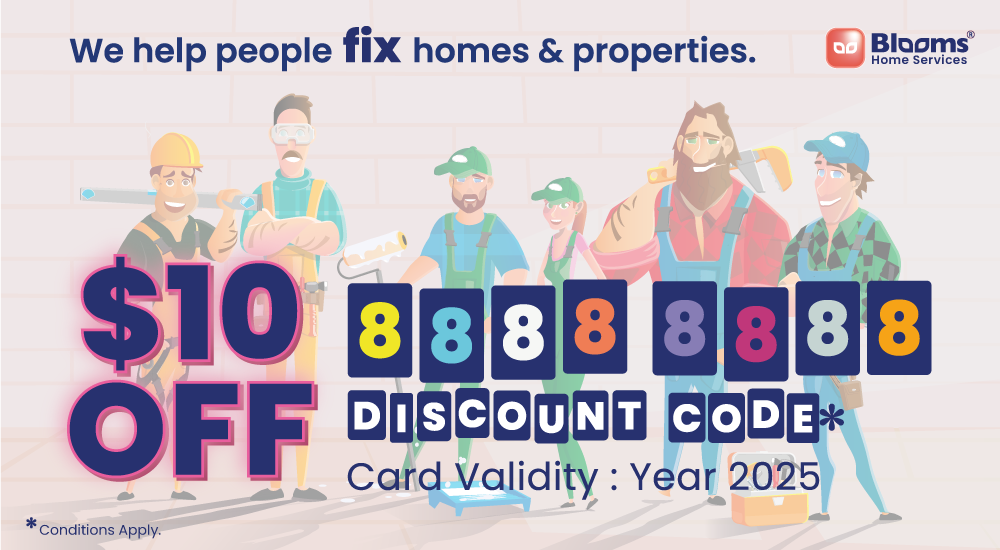 We help people fix homes & properties.
Blooms®
Home Services
$10
OFF
8888 8888
DISCOUNT CODE*
Card Validity : Year 2025
*Conditions Apply.